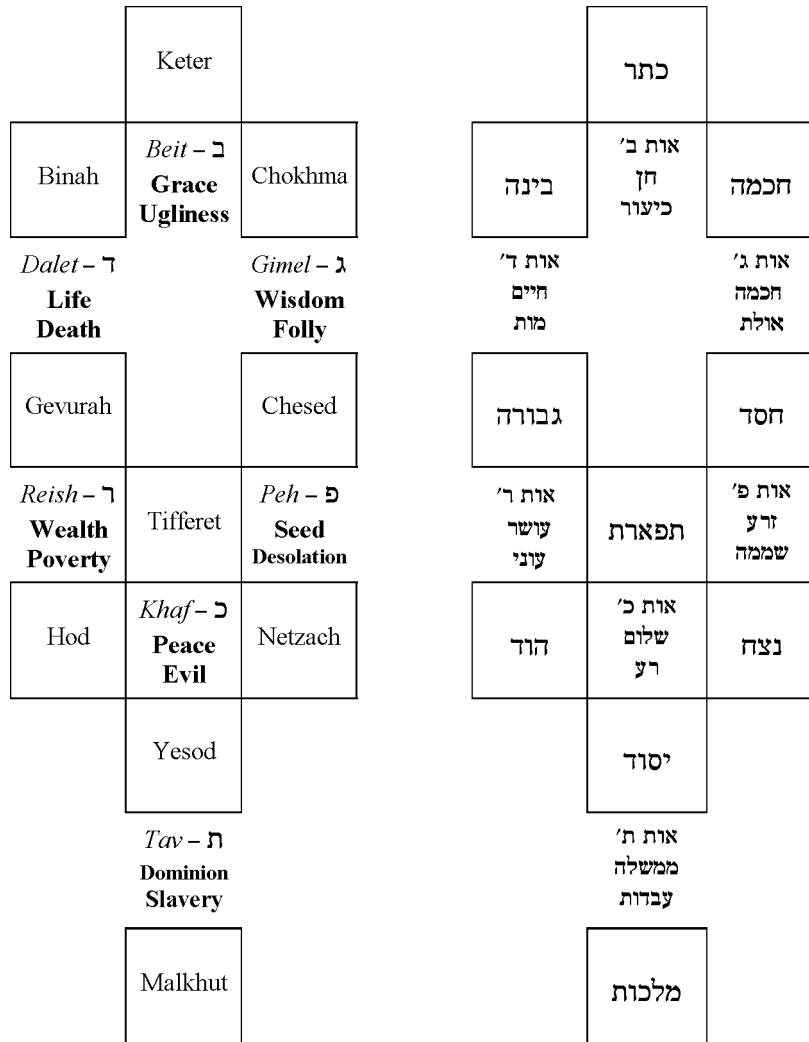 Keter
Binah
Beit – ב
Grace
Ugliness
Chokhma
Dalet – ד
Life
Death
Gimel – ג
Wisdom
Folly
Gevurah
Chesed
Reish – ר
Wealth
Poverty
Tifferet
Peh – פ
Seed
Desolation
Hod
Khaf – כ
Peace
Evil
Netzach
Yesod
Tav – ת
Dominion
Slavery
Malkhut
כתר
חכמה
אות ב׳
חן
כיעור
בינה
אות ג׳
חכמה
אולת
אות ד׳
חיים
מות
חסד
גבורה
אות פ׳
זרע
שממה
תפארת
אות ר׳
עושר
עוני
נצח
אות כ׳
שלום
רע
הוד
יסוד
אות ת׳
ממשלה
עבדות
מלכות